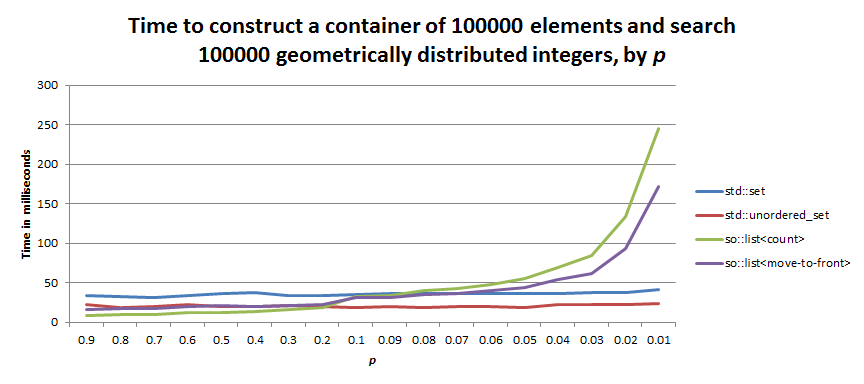 Time to construct a container of 100000 elements and search
100000 geometrically distributed integers, by p
300
250
200
150
100
50
0
Time in milliseconds
0.9 0.8 0.7 0.6 0.5 0.4 0.3 0.2 0.1 0.09 0.08 0.07 0.06 0.05 0.04 0.03 0.02 0.01
p
std::set
std::unordered_set
so::list<count>
so::list<move-to-front>